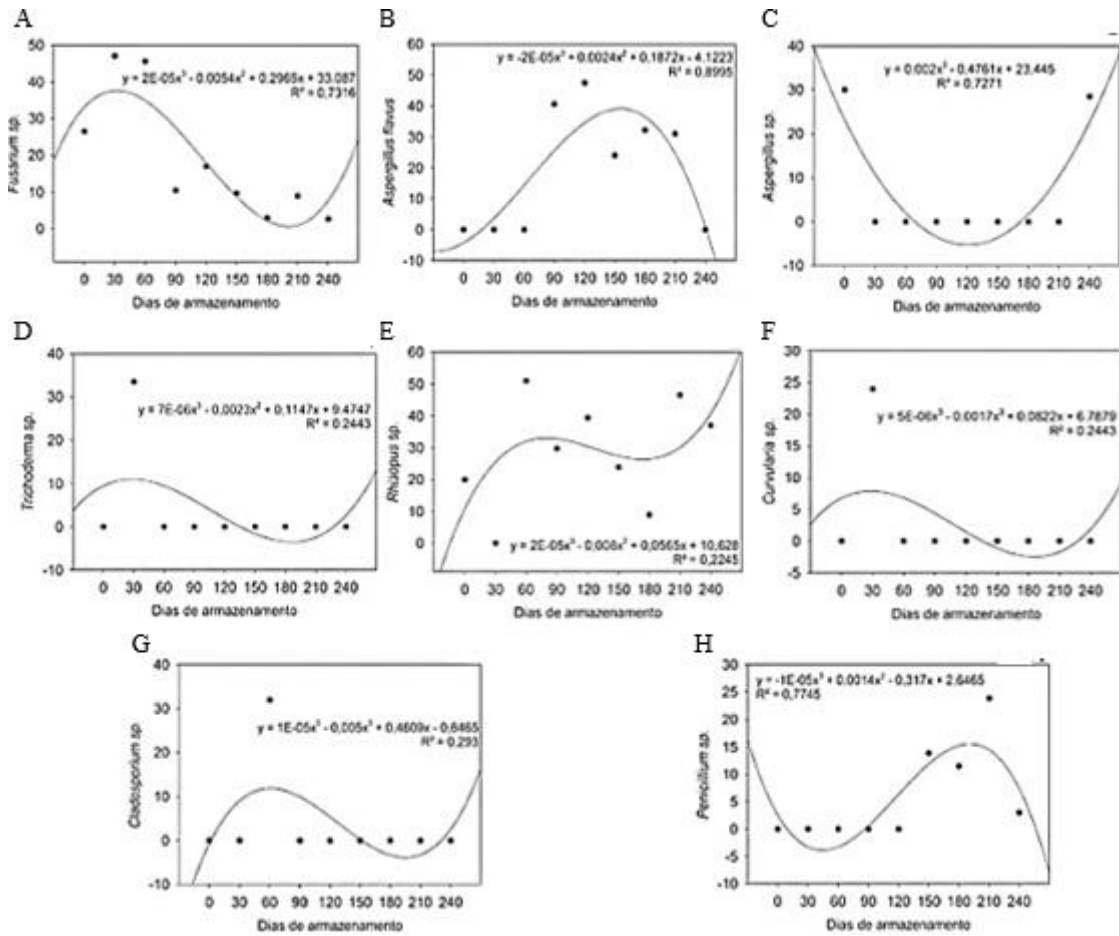 A
50
40
30
20
10
0
y = 2E-05x³ - 0,0054x² + 0,2965x + 33,087
R² = 0,7316
Fusarium sp.
0 30 60 90 120 150 180 210 240
Dias de armazenamento
B
60
50
40
30
20
10
0
-10
y = -2E-05x³ + 0,0024x² + 0,1872x - 4,1223
R² = 0,8995
Aspergillus flavus
0 30 60 90 120 150 180 210 240
Dias de armazenamento
C
40
30
20
10
0
-10
y = 0,002x² - 0,4761x + 23,445
R² = 0,7271
Aspergillus sp.
0 30 60 90 120 150 180 210 240
Dias de armazenamento
D
40
30
20
10
0
-10
y = 7E-06x³ - 0,0023x² + 0,1147x + 9,4747
R² = 0,2443
Trichoderma sp.
0 30 60 90 120 150 180 210 240
Dias de armazenamento
E
60
50
40
30
20
10
0
y = 2E-05x³ - 0,008x² + 0,0565x + 10,628
R² = 0,2245
Rhizopus sp.
0 30 60 90 120 150 180 210 240
Dias de armazenamento
F
30
25
20
15
10
5
0
-5
+ 0,0822x + 6,7879
R² = 0,2443
Curvularia sp.
0 30 60 90 120 150 180 210 240
Dias de armazenamento
G
40
30
20
10
0
-10
y = 1E-05x³ - 0,005x³ + 0,4609x - 0,8465
R² = 0,293
Cladosporium sp.
0 30 60 90 120 150 180 210 240
Dias de armazenamento
H
30
25
20
15
10
5
0
-5
-10
y = -1E-05x³ + 0,0014x² - 0,317x + 2,6465
R² = 0,7745
Penicillium sp.
0 30 60 90 120 150 180 210 240
Dias de armazenamento